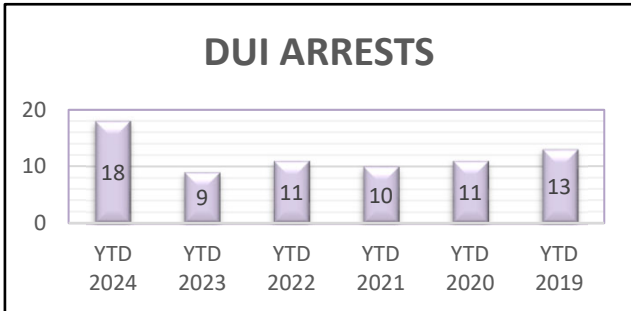 DUI ARRESTS
20
10
0
18
9
11
10
11
13
YTD 2024
YTD 2023
YTD 2022
YTD 2021
YTD 2020
YTD 2019